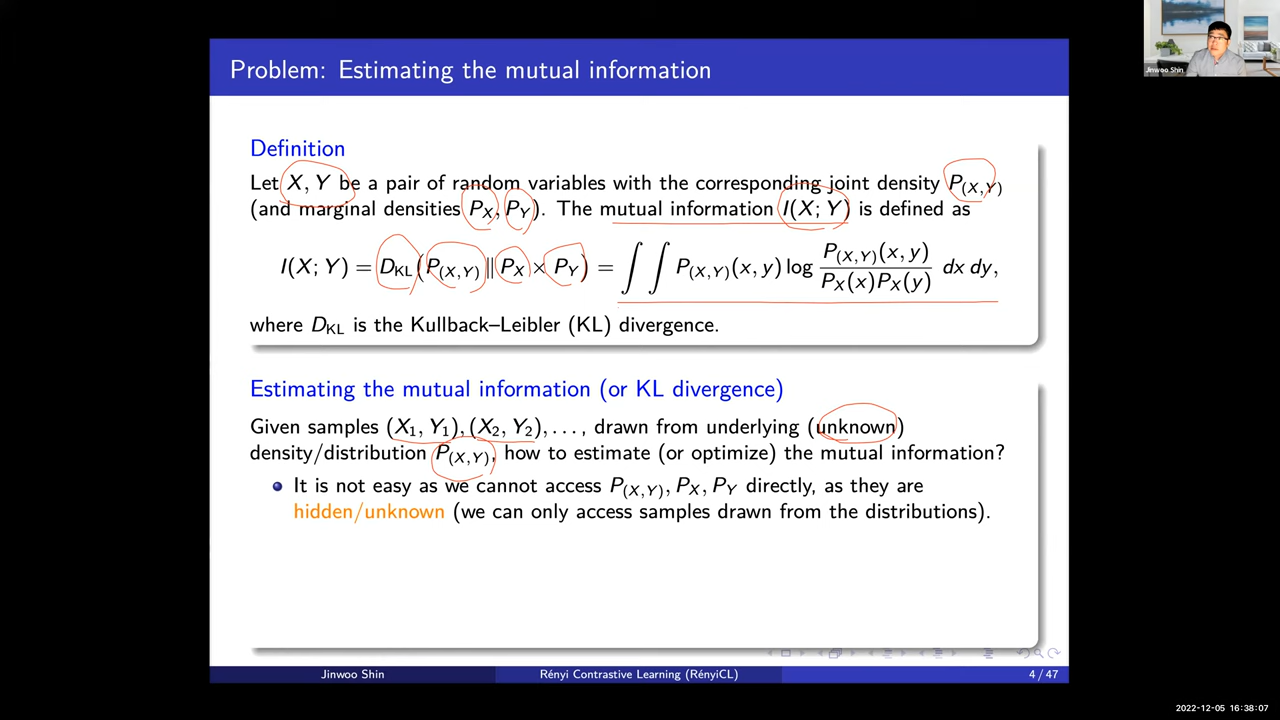 Problem: Estimating the mutual information
Jinwoo Shin
Definition
Let X, Y be a pair of random variables with the corresponding joint density P(X,Y)
(and marginal densities PX, PY). The mutual information I(X; Y) is defined as
I(X; Y) = DKL(P(X,Y) ∥ PX × PY) = ∫ ∫ P(X,Y)(x, y) log P(X,Y)(x, y) / PX(x)PX(y) dx dy,
where DKL is the Kullback–Leibler (KL) divergence.
Estimating the mutual information (or KL divergence)
Given samples (X1, Y1), (X2, Y2), . . . , drawn from underlying (unknown)
density/distribution P(X,Y), how to estimate (or optimize) the mutual information?
It is not easy as we cannot access P(X,Y), PX, PY directly, as they are
hidden/unknown (we can only access samples drawn from the distributions).
Jinwoo Shin Rényi Contrastive Learning (RényiCL) 4 / 47
2022-12-05 16:38:07